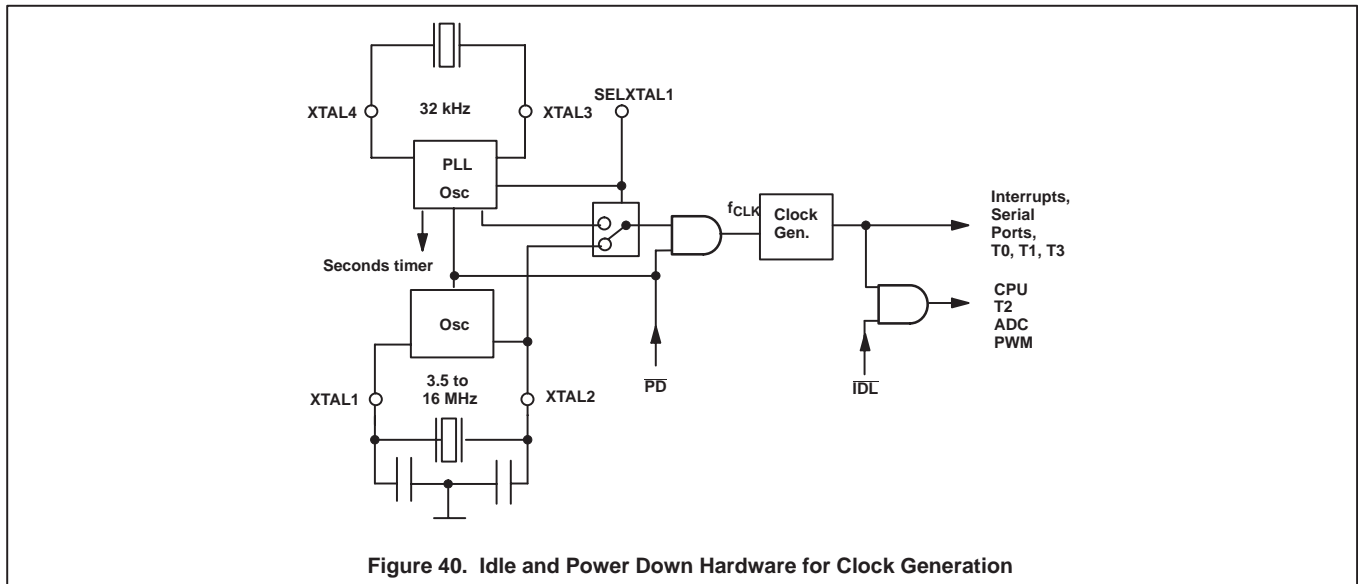 32 kHz
SELXTAL1
XTAL4
XTAL3
PLL
Osc
fCLK
Clock
Gen.
Interrupts,
Serial
Ports,
T0, T1, T3
Seconds timer
CPU
T2
ADC
PWM
Osc
PD
IDL
3.5 to
16 MHz
XTAL1
XTAL2
Figure 40. Idle and Power Down Hardware for Clock Generation